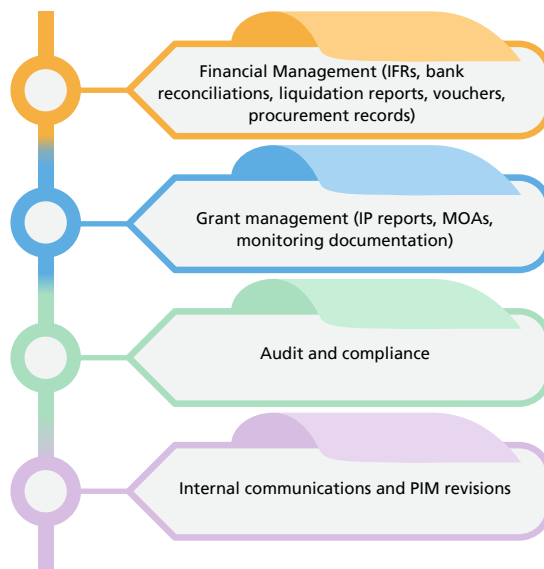 Financial Management (IFRs, bank
reconciliations, liquidation reports, vouchers,
procurement records)
Grant management (IP reports, MOAs,
monitoring documentation)
Audit and compliance
Internal communications and PIM revisions